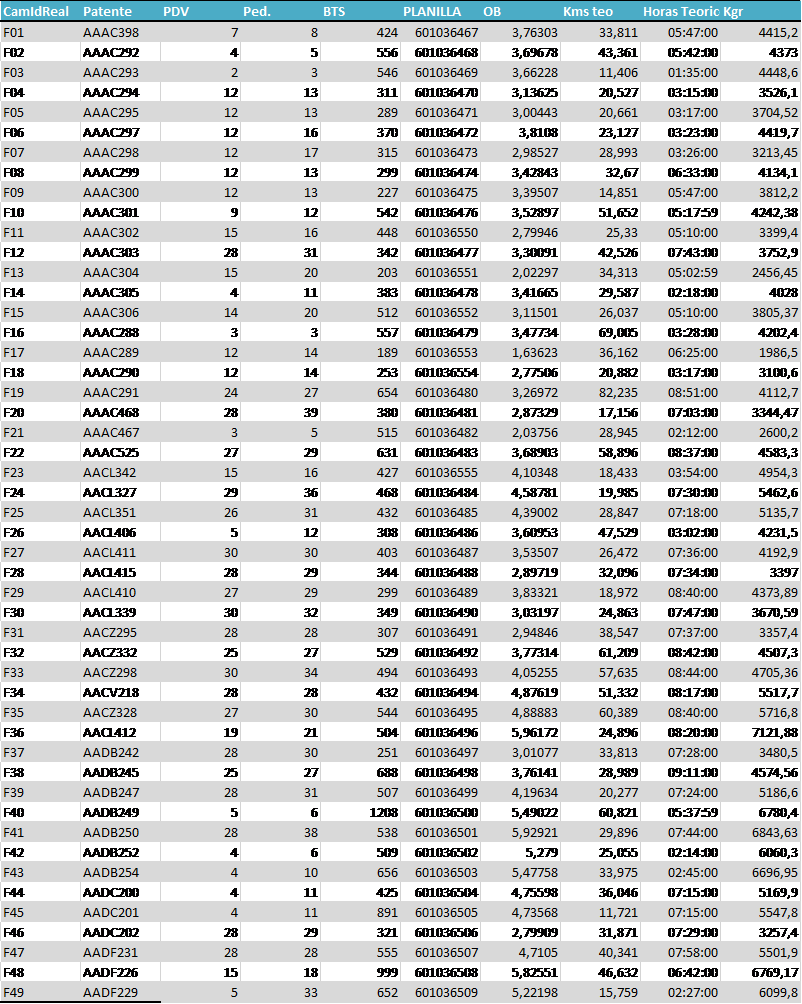 CamIdReal Patente PDV Ped. BTS PLANILLA OB Kms teo Horas Teoric Kgr
F01 AAAC398 7 8 424 601036467 3,76303 33,811 05:47:00 4415,2
F02 AAAC292 4 5 556 601036468 3,69678 43,361 05:42:00 4373
F03 AAAC293 2 3 546 601036469 3,66228 11,406 01:35:00 4448,6
F04 AAAC294 12 13 311 601036470 3,13625 20,527 03:15:00 3526,1
F05 AAAC295 12 13 289 601036471 3,00443 20,661 03:17:00 3704,52
F06 AAAC297 12 16 370 601036472 3,8108 23,127 03:23:00 4419,7
F07 AAAC298 12 17 315 601036473 2,98527 28,993 03:26:00 3213,45
F08 AAAC299 12 13 299 601036474 3,42843 32,67 06:33:00 4134,1
F09 AAAC300 12 13 227 601036475 3,39507 14,851 05:47:00 3812,2
F10 AAAC301 9 12 542 601036476 3,52897 51,652 05:17:59 4242,38
F11 AAAC302 15 16 448 601036550 2,79946 25,33 05:10:00 3399,4
F12 AAAC303 28 31 342 601036477 3,30091 42,526 07:43:00 3752,9
F13 AAAC304 15 20 203 601036551 2,02297 34,313 05:02:59 2456,45
F14 AAAC305 4 11 383 601036478 3,41665 29,587 02:18:00 4028
F15 AAAC306 14 20 512 601036552 3,11501 26,037 05:10:00 3805,37
F16 AAAC288 3 3 557 601036479 3,47734 69,005 03:28:00 4202,4
F17 AAAC289 12 14 189 601036553 1,63623 36,162 06:25:00 1986,5
F18 AAAC290 12 14 253 601036554 2,77506 20,882 03:17:00 3100,6
F19 AAAC291 24 27 654 601036480 3,26972 82,235 08:51:00 4112,7
F20 AAAC468 28 39 380 601036481 2,87329 17,156 07:03:00 3344,47
F21 AAAC467 3 5 515 601036482 2,03756 28,945 02:12:00 2600,2
F22 AAAC525 27 29 631 601036483 3,68903 58,896 08:37:00 4583,3
F23 AACL342 15 16 427 601036555 4,10348 18,433 03:54:00 4954,3
F24 AACL327 29 36 468 601036484 4,58781 19,985 07:30:00 5462,6
F25 AACL351 26 31 432 601036485 4,39002 28,847 07:18:00 5135,7
F26 AACL406 5 12 308 601036486 3,60953 47,529 03:02:00 4231,5
F27 AACL411 30 30 403 601036487 3,53507 26,472 07:36:00 4192,9
F28 AACL415 28 29 344 601036488 2,89719 32,096 07:34:00 3397
F29 AACL410 27 29 299 601036489 3,83321 18,972 08:40:00 4373,89
F30 AACL339 30 32 349 601036490 3,03197 24,863 07:47:00 3670,59
F31 AACZ295 28 28 307 601036491 2,94846 38,547 07:37:00 3357,4
F32 AACZ332 25 27 529 601036492 3,77314 61,209 08:42:00 4507,3
F33 AACZ298 30 34 494 601036493 4,05255 57,635 08:44:00 4705,36
F34 AACV218 28 28 432 601036494 4,87619 51,332 08:17:00 5517,7
F35 AACZ328 27 30 544 601036495 4,88883 60,389 08:40:00 5716,8
F36 AACL412 19 21 504 601036496 5,96172 24,896 08:20:00 7121,88
F37 AADB242 28 30 251 601036497 3,01077 33,813 07:28:00 3480,5
F38 AADB245 25 27 688 601036498 3,76141 28,989 09:11:00 4574,56
F39 AADB247 28 31 507 601036499 4,19634 20,277 07:24:00 5186,6
F40 AADB249 5 6 1208 601036500 5,49022 60,821 05:37:59 6780,4
F41 AADB250 28 38 538 601036501 5,92921 29,896 07:44:00 6843,63
F42 AADB252 4 6 509 601036502 5,279 25,055 02:14:00 6060,3
F43 AADB254 4 10 656 601036503 5,47758 33,975 02:45:00 6696,95
F44 AADC200 4 11 425 601036504 4,75598 36,046 07:15:00 5169,9
F45 AADC201 4 11 891 601036505 4,73568 11,721 07:15:00 5547,8
F46 AADC202 28 29 321 601036506 2,79909 31,871 07:29:00 3257,4
F47 AADF231 28 28 555 601036507 4,7105 40,341 07:58:00 5501,9
F48 AADF226 15 18 999 601036508 5,82551 46,632 06:42:00 6769,17
F49 AADF229 5 33 652 601036509 5,22198 15,759 02:27:00 6099,8